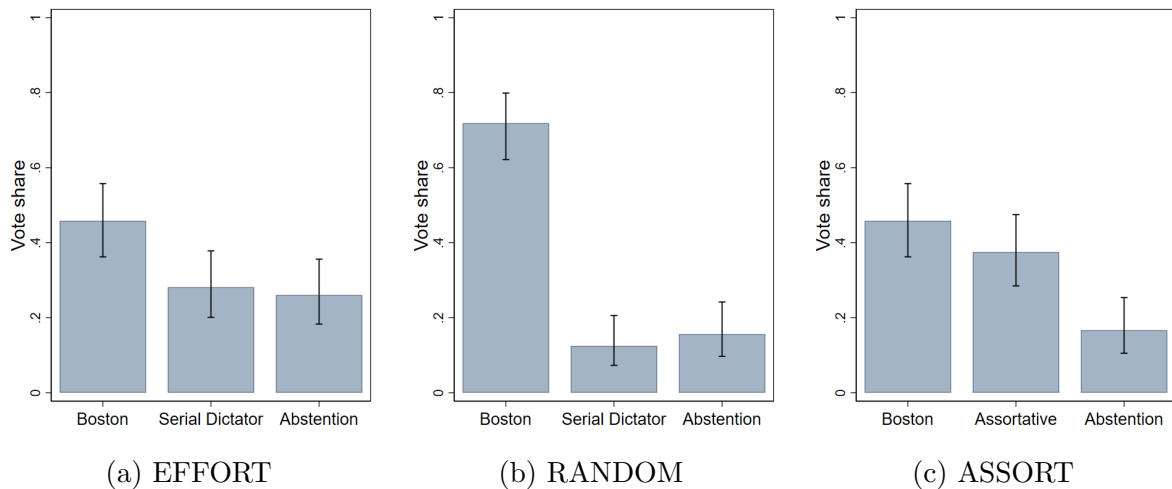 Vote share
0 .2 .4 .6 .8 1
Boston Serial Dictator Abstention
(a) EFFORT
Vote share
0 .2 .4 .6 .8 1
Boston Serial Dictator Abstention
(b) RANDOM
Vote share
0 .2 .4 .6 .8 1
Boston Assortative Abstention
(c) ASSORT